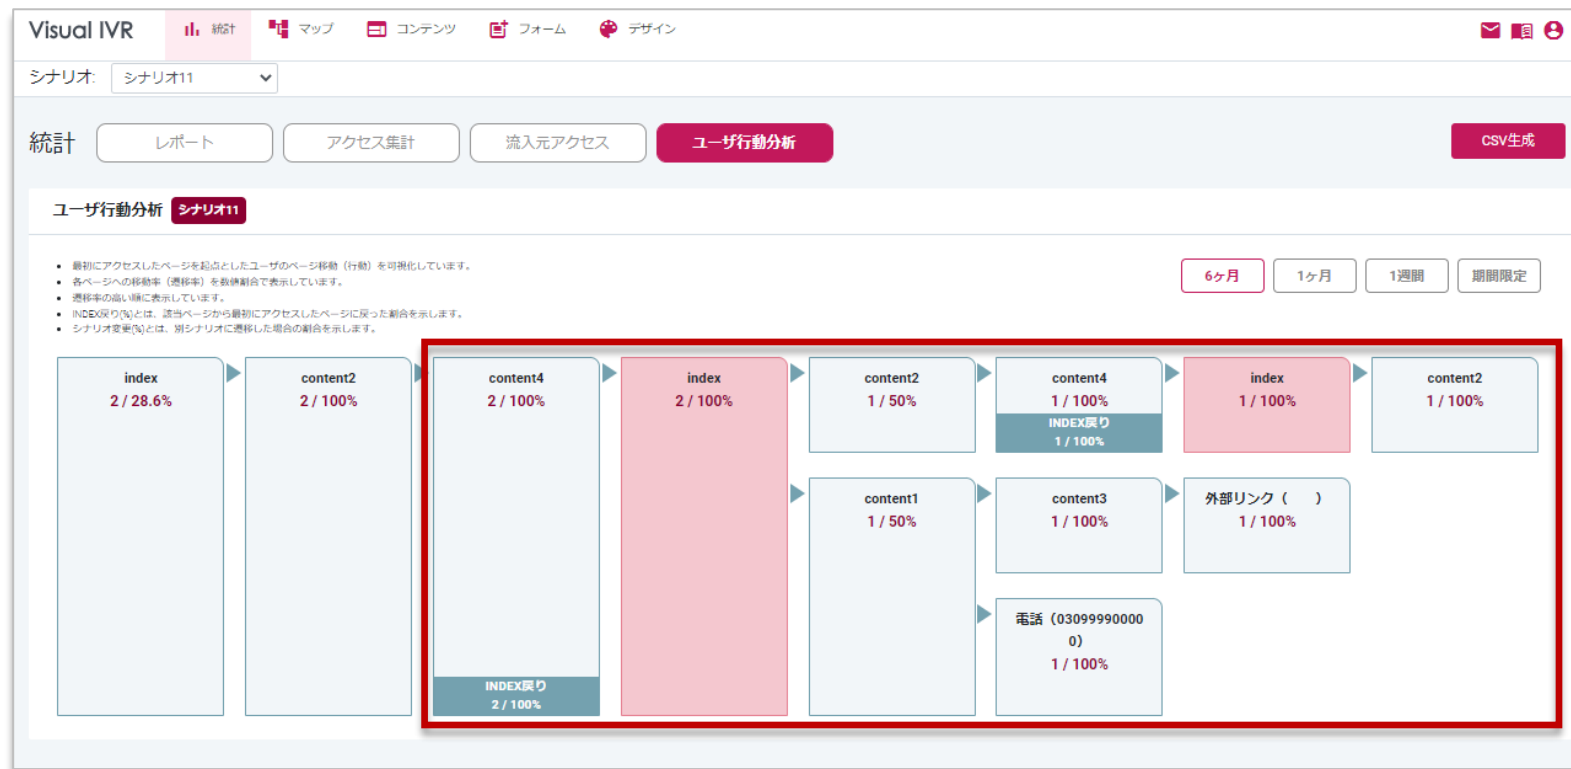 Visual IVR
統計
マップ
コンテンツ
フォーム
デザイン
シナリオ:
シナリオ11
統計
レポート
アクセス集計
流入元アクセス
ユーザ行動分析
CSV生成
ユーザ行動分析
シナリオ11
最初にアクセスしたページを起点としたユーザのページ移動（行動）を可視化しています。
各ページへの移動率（遷移率）を数値割合で表示しています。
遷移率の高い順に表示しています。
INDEX戻り(%)とは、該当ページから最初にアクセスしたページに戻った割合を示します。
シナリオ変更(%)とは、別シナリオに遷移した場合の割合を示します。
6ヶ月
1ヶ月
1週間
期間限定
index
2 / 28.6%
content2
2 / 100%
content4
2 / 100%
INDEX戻り
2 / 100%
index
2 / 100%
content2
1 / 50%
content4
1 / 100%
INDEX戻り
1 / 100%
index
1 / 100%
content2
1 / 100%
content1
1 / 50%
content3
1 / 100%
外部リンク（　　）
1 / 100%
電話（03099990000
0）
1 / 100%